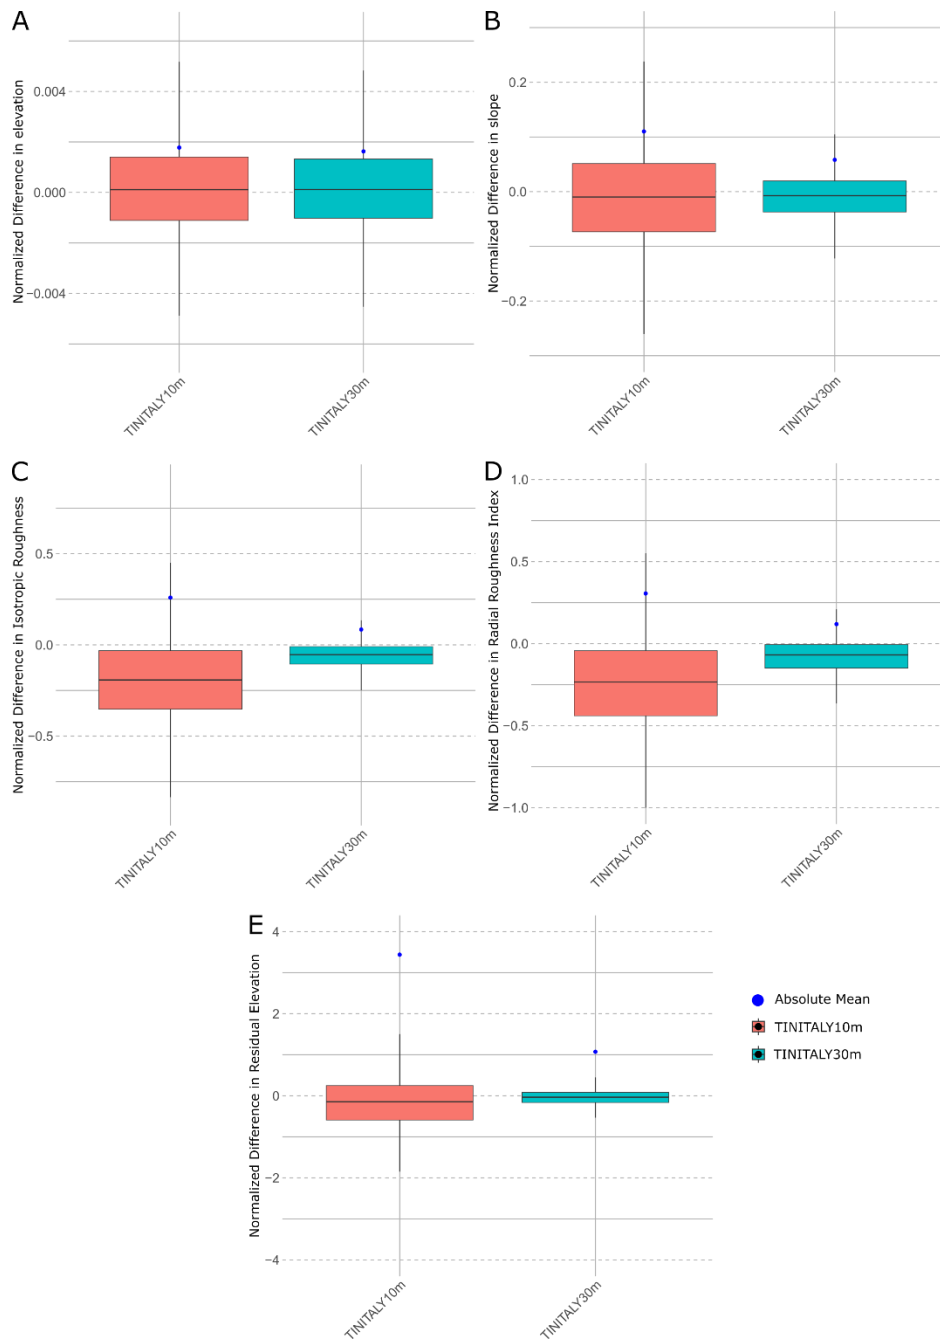 A
Normalized Difference in elevation
0.004
0.000
−0.004
TINITALY10m
TINITALY30m
B
Normalized Difference in slope
0.2
0.0
−0.2
TINITALY10m
TINITALY30m
C
Normalized Difference in Isotropic Roughness
0.5
0.0
−0.5
TINITALY10m
TINITALY30m
D
Normalized Difference in Radial Roughness Index
1.0
0.5
0.0
−0.5
−1.0
TINITALY10m
TINITALY30m
E
Normalized Difference in Residual Elevation
4
2
0
−2
−4
TINITALY10m
TINITALY30m
Absolute Mean
TINITALY10m
TINITALY30m